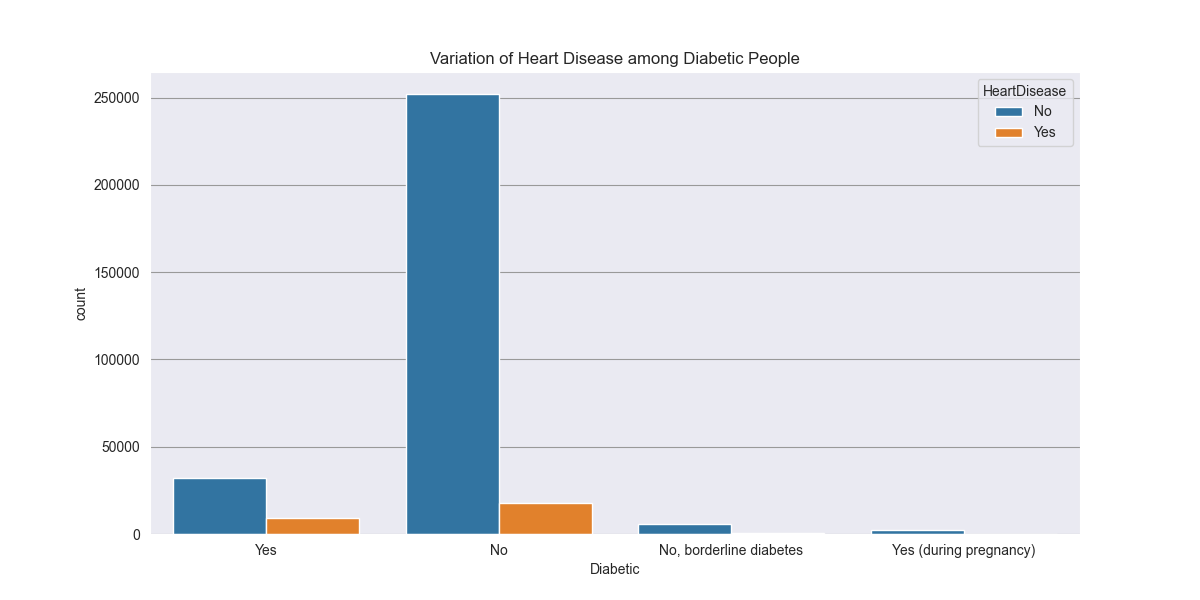 Variation of Heart Disease among Diabetic People
HeartDisease
No
Yes
250000
200000
150000
100000
50000
0
count
Yes
No
No, borderline diabetes
Yes (during pregnancy)
Diabetic